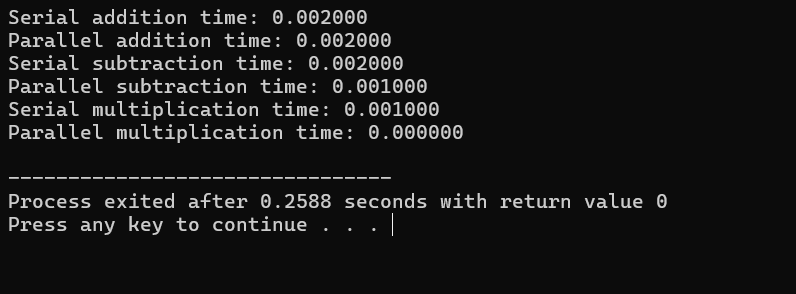 Serial addition time: 0.002000
Parallel addition time: 0.002000
Serial subtraction time: 0.002000
Parallel subtraction time: 0.001000
Serial multiplication time: 0.001000
Parallel multiplication time: 0.000000
--------------------------------
Process exited after 0.2588 seconds with return value 0
Press any key to continue . . .